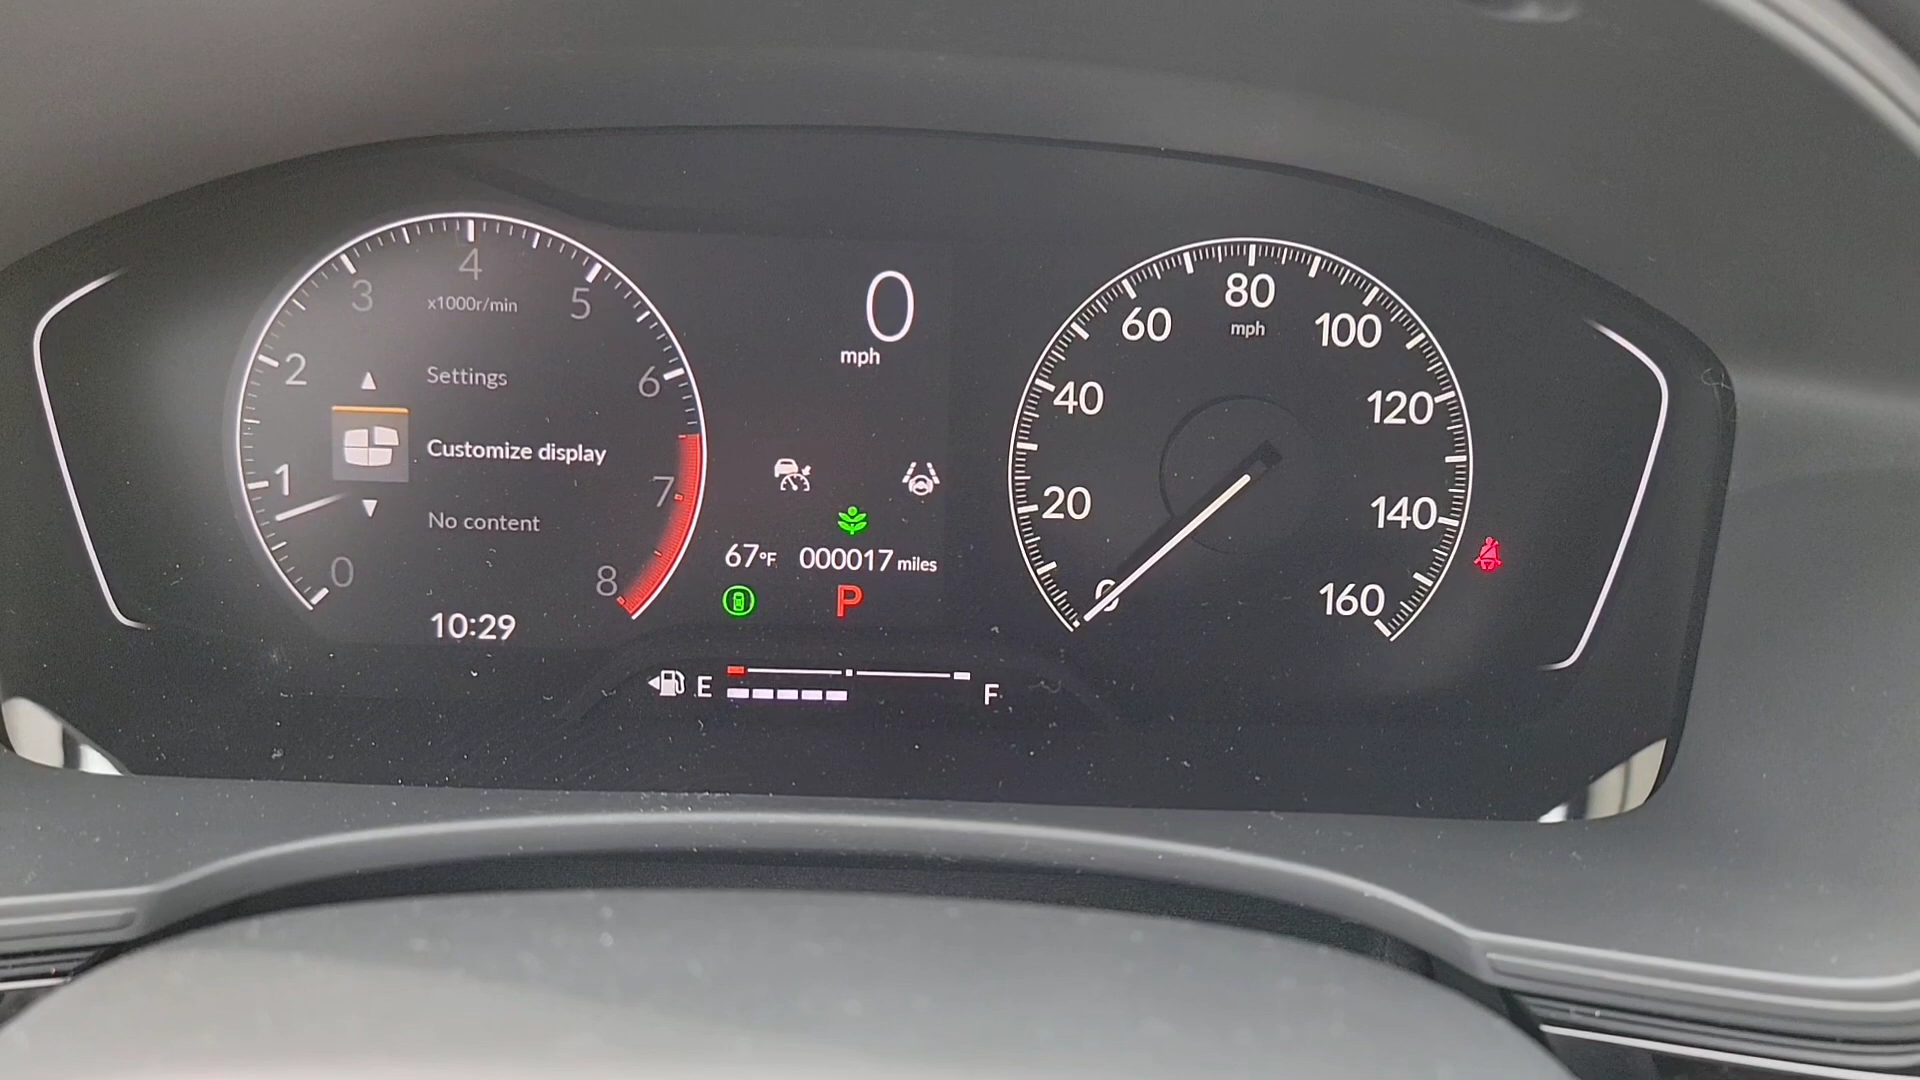 4
3
5
x1000r/min
2
6
Settings
1
Customize display
7
No content
0
8
10:29
0
mph
67°F 000017 miles
P
E
F
80
mph
60
100
40
120
20
140
0
160